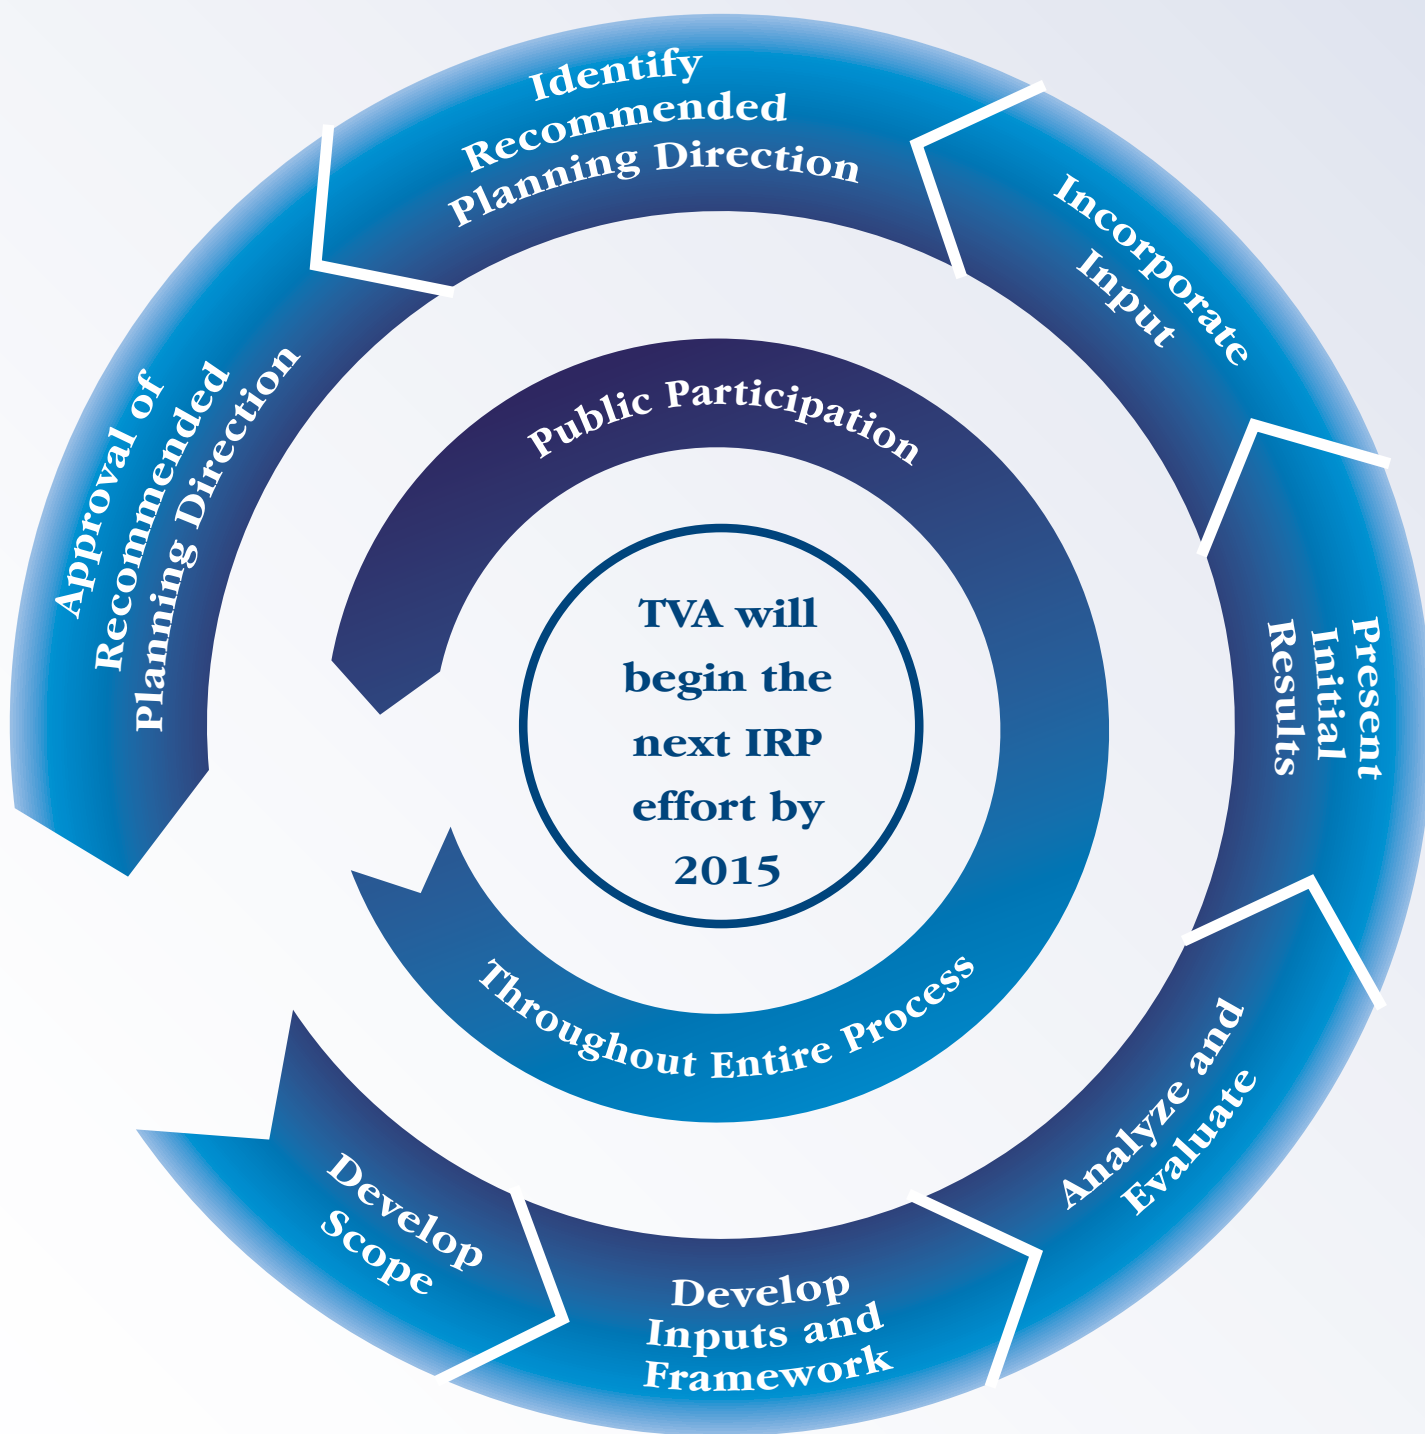 Identify
Recommended
Planning Direction
Incorporate
Input
Present
Initial
Results
Analyze and
Evaluate
Develop
Inputs and
Framework
Develop
Scope
Approval of
Recommended
Planning Direction
Public Participation
Throughout Entire Process
TVA will
begin the
next IRP
effort by
2015